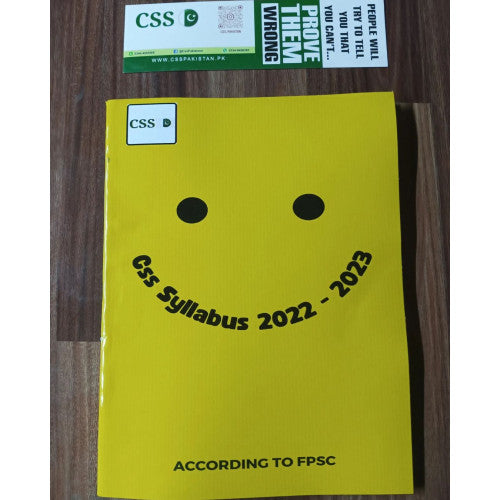 CSS
WWW.CSSPAKISTAN.PK
PEOPLE WILL
TRY TO TELL
YOU THAT
YOU CAN'T...
PROVE
THEM
WRONG
CSS
Css Syllabus 2022 - 2023
ACCORDING TO FPSC